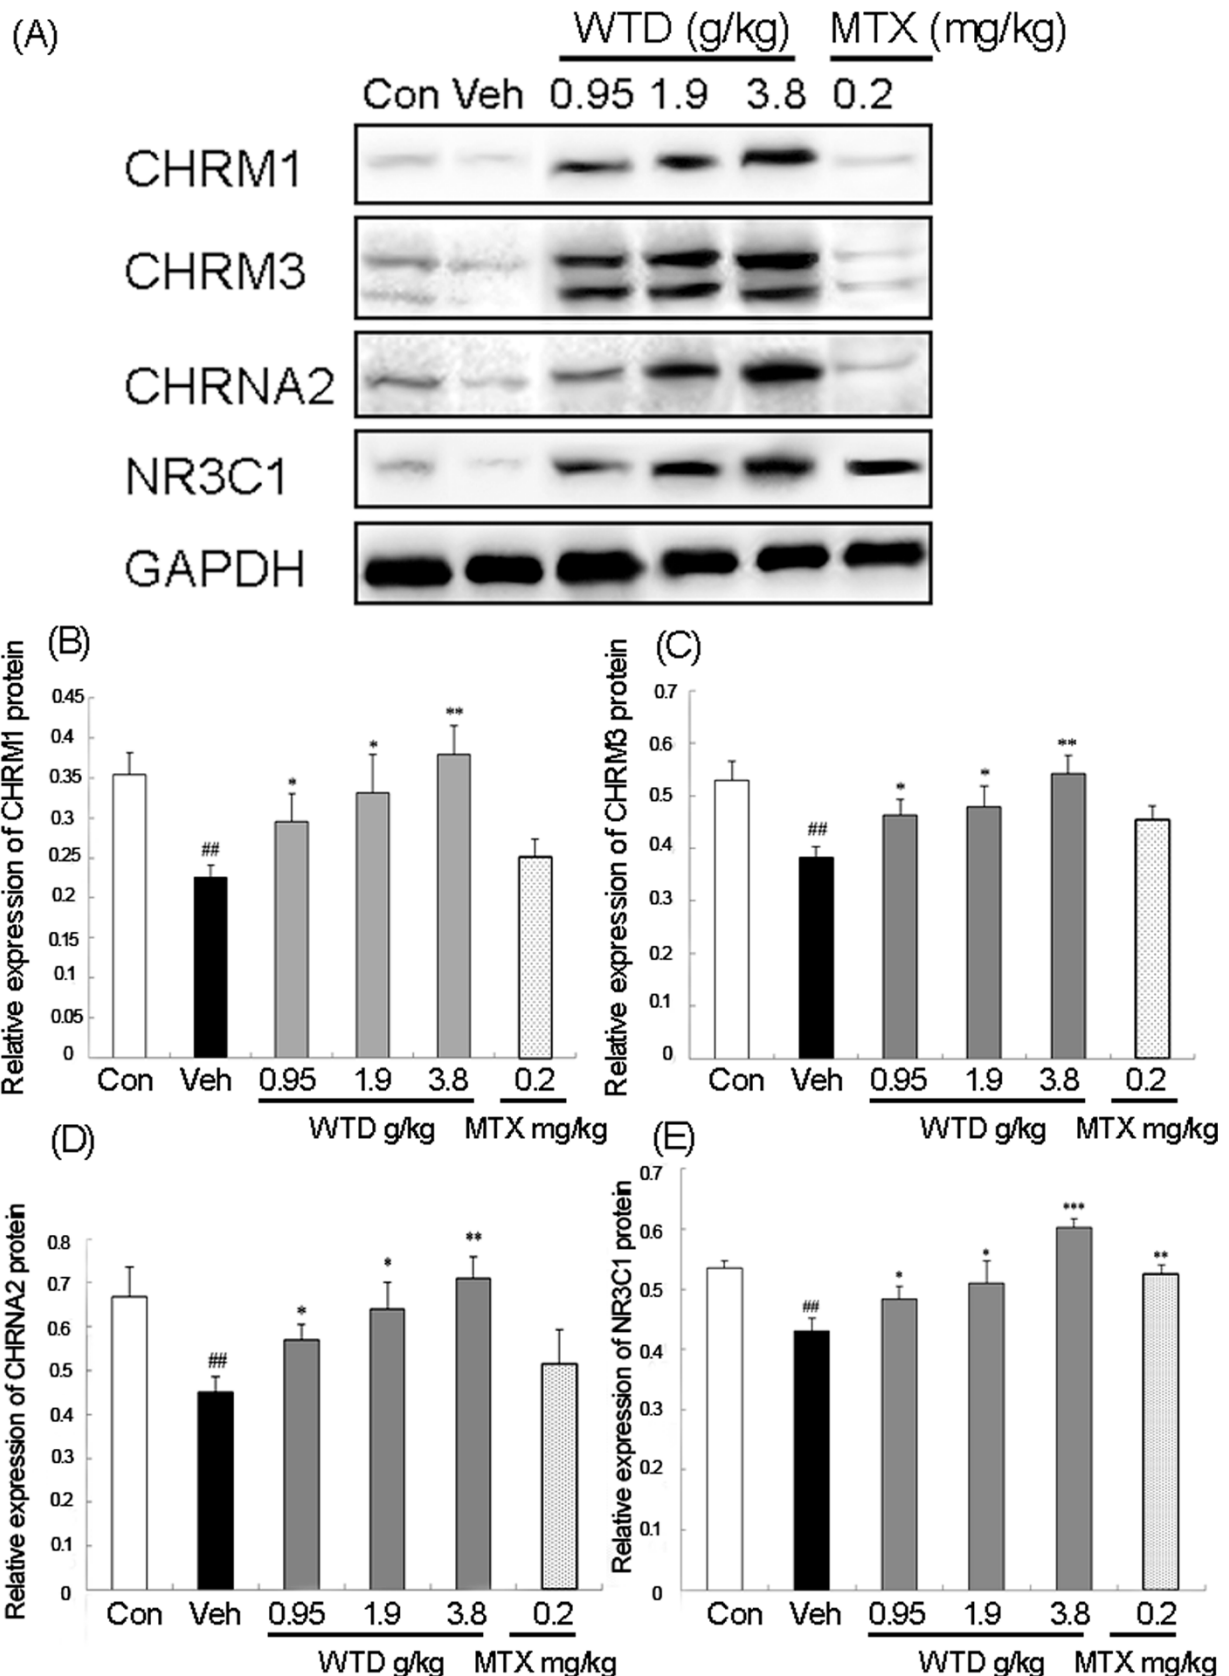 (A)
WTD (g/kg) MTX (mg/kg)
Con Veh 0.95 1.9 3.8 0.2
CHRM1
CHRM3
CHRNA2
NR3C1
GAPDH
(B)
Relative expression of CHRM1 protein
0.45
0.4
0.35
0.3
0.25
0.2
0.15
0.1
0.05
0
##
*
*
**
Con Veh 0.95 1.9 3.8 0.2
WTD g/kg MTX mg/kg
(C)
Relative expression of CHRM3 protein
0.7
0.6
0.5
0.4
0.3
0.2
0.1
0
##
*
*
**
Con Veh 0.95 1.9 3.8 0.2
WTD g/kg MTX mg/kg
(D)
Relative expression of CHRNA2 protein
0.8
0.7
0.6
0.5
0.4
0.3
0.2
0.1
0
##
*
*
**
Con Veh 0.95 1.9 3.8 0.2
WTD g/kg MTX mg/kg
(E)
Relative expression of NR3C1 protein
0.7
0.6
0.5
0.4
0.3
0.2
0.1
0
##
*
*
***
**
Con Veh 0.95 1.9 3.8 0.2
WTD g/kg MTX mg/kg